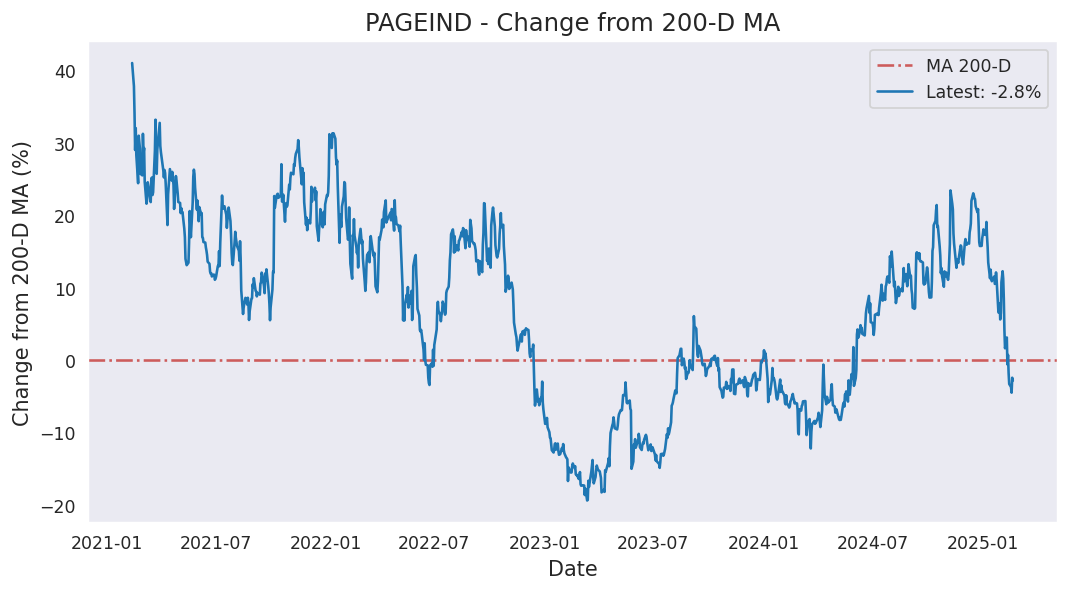 PAGEIND - Change from 200-D MA
MA 200-D
Latest: -2.8%
Change from 200-D MA (%)
40
30
20
10
0
−10
−20
2021-01 2021-07 2022-01 2022-07 2023-01 2023-07 2024-01 2024-07 2025-01
Date